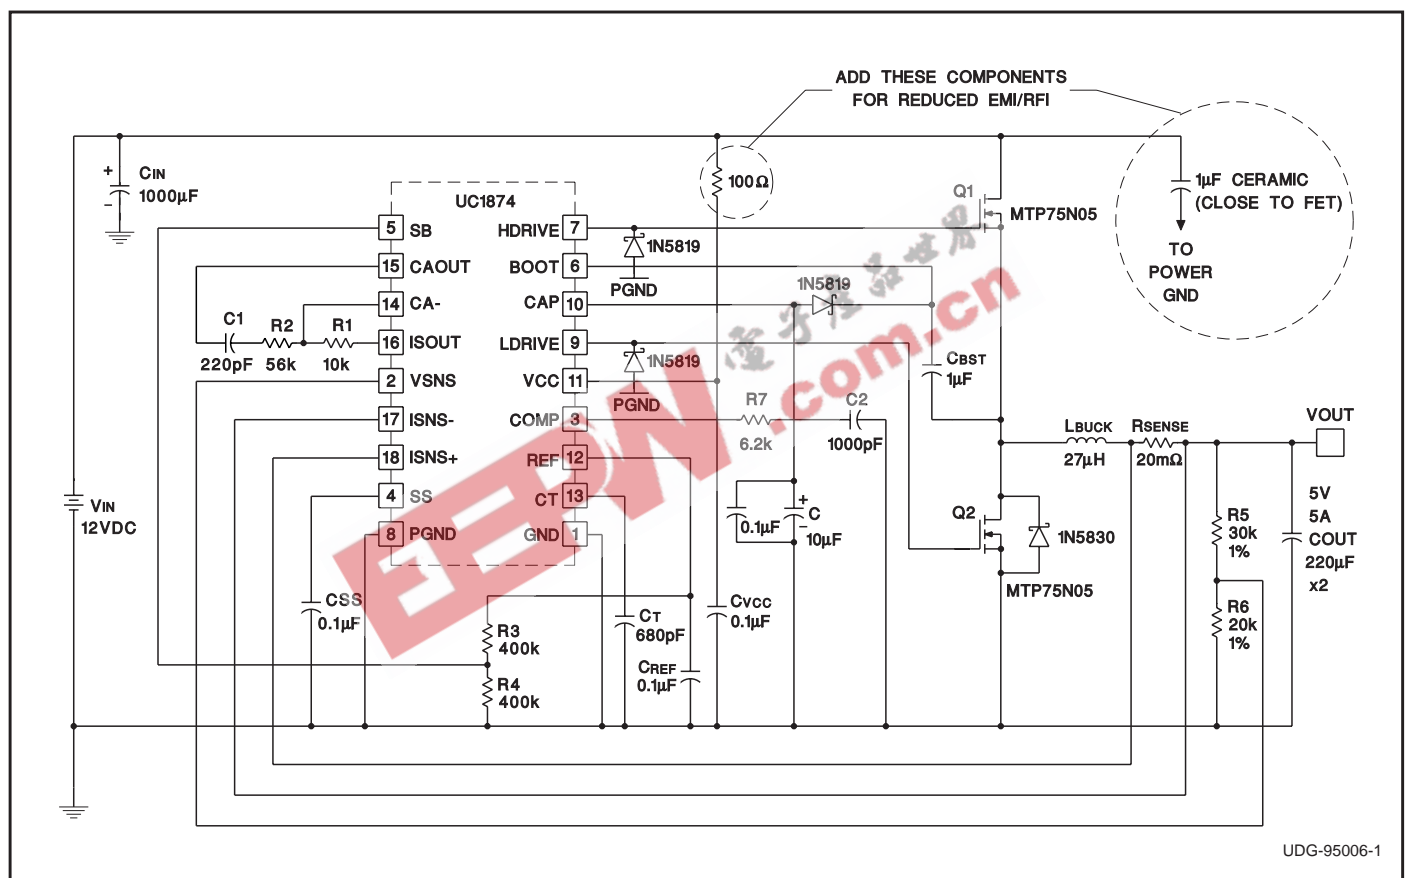 ADD THESE COMPONENTS
FOR REDUCED EMI/RFI
+
CIN
1000µF
−
100Ω
UC1874
5 SB
15 CAOUT
14 CA-
16 ISOUT
2 VSNS
17 ISNS-
18 ISNS+
4 SS
8 PGND
HDRIVE 7
BOOT 6
CAP 10
LDRIVE 9
VCC 11
COMP 3
REF 12
CT 13
GND 1
C1
220pF
R2
56k
R1
10k
1N5819
PGND
1N5819
PGND
1N5819
Q1
MTP75N05
1µF CERAMIC
(CLOSE TO FET)
TO
POWER
GND
電子產品世界
EEPW.com.cn
CBST
1µF
R7
6.2k
C2
1000pF
LBUCK
27µH
RSENSE
20mΩ
VOUT
VIN
12VDC
0.1µF
+
C
−
10µF
Q2
1N5830
MTP75N05
R5
30k
1%
R6
20k
1%
5V
5A
COUT
220µF
x2
CSS
0.1µF
R3
400k
R4
400k
CT
680pF
CREF
0.1µF
CVCC
0.1µF
UDG-95006-1